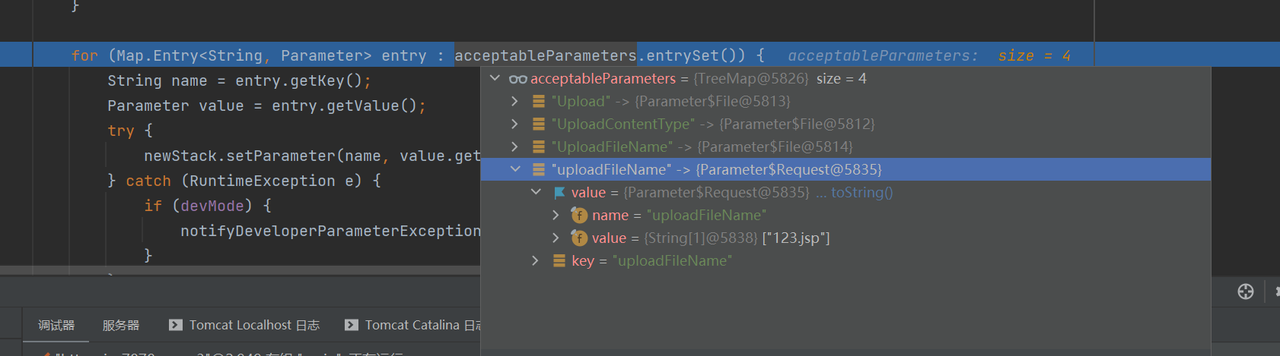 }
for (Map.Entry<String, Parameter> entry : acceptableParameters.entrySet()) { acceptableParameters: size = 4
acceptableParameters = {TreeMap@5826} size = 4
String name = entry.getKey();
"Upload" -> {Parameter$File@5813}
Parameter value = entry.getValue();
"UploadContentType" -> {Parameter$File@5812}
try {
"UploadFileName" -> {Parameter$File@5814}
newStack.setParameter(name, value.get
"uploadFileName" -> {Parameter$Request@5835}
} catch (RuntimeException e) {
value = {Parameter$Request@5835} ... toString()
if (devMode) {
name = "uploadFileName"
notifyDeveloperParameterException
value = {String[1]@5838} ["123.jsp"]
}
key = "uploadFileName"
调试器 服务器 Tomcat Localhost 日志 Tomcat Catalina 日志